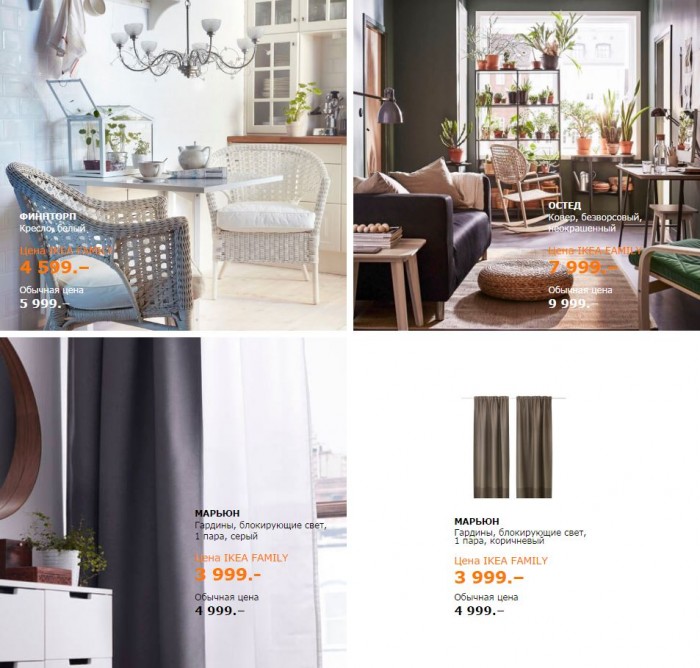 ФИННТОРП
Кресло, белый
Цена IKEA FAMILY
4 599.–
Обычная цена
5 999.–
ОСТЕД
Ковер, безворсовый,
неокрашенный
Цена IKEA FAMILY
7 999.–
Обычная цена
9 999.–
МАРЬЮН
Гардины, блокирующие свет,
1 пара, серый
Цена IKEA FAMILY
3 999.–
Обычная цена
4 999.–
МАРЬЮН
Гардины, блокирующие свет,
1 пара, коричневый
Цена IKEA FAMILY
3 999.–
Обычная цена
4 999.–